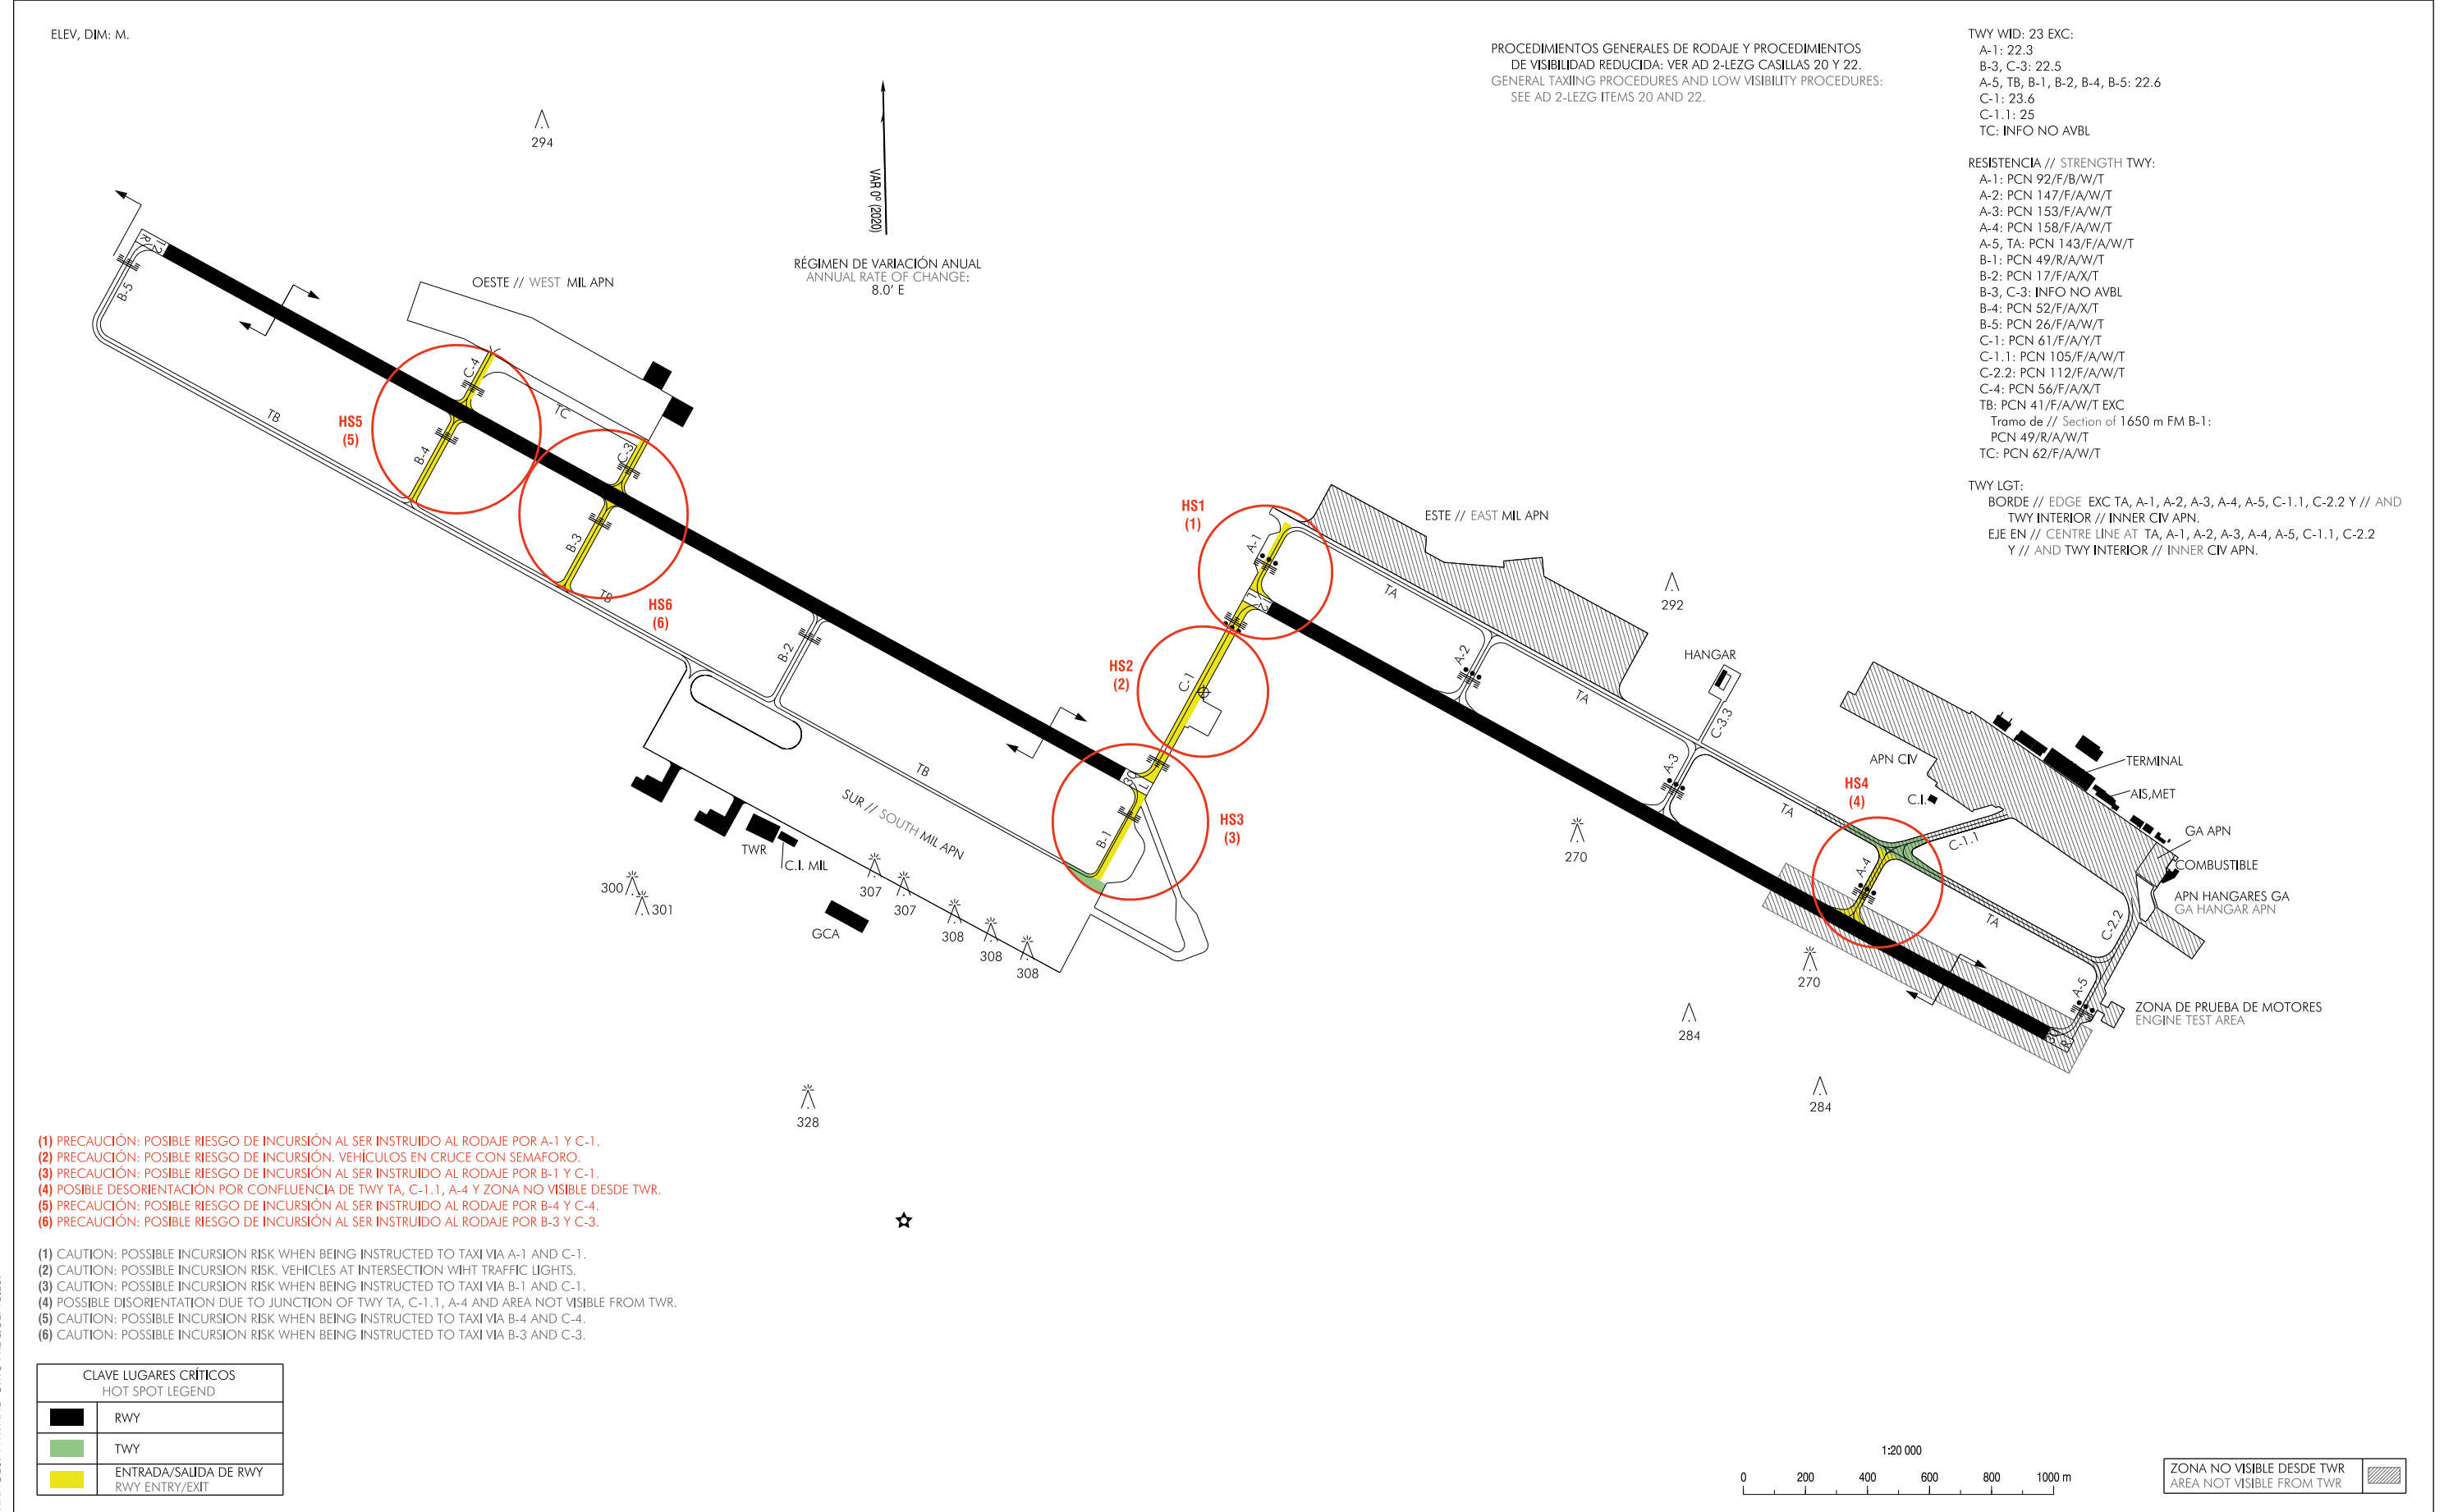 ELEV, DIM: M.
PROCEDIMIENTOS GENERALES DE RODAJE Y PROCEDIMIENTOS
DE VISIBILIDAD REDUCIDA: VER AD 2-LEZG CASILLAS 20 Y 22.
GENERAL TAXIING PROCEDURES AND LOW VISIBILITY PROCEDURES:
SEE AD 2-LEZG ITEMS 20 AND 22.
TWY WID: 23 EXC:
A-1: 22.3
B-3, C-3: 22.5
A-5, TB, B-1, B-2, B-4, B-5: 22.6
C-1: 23.6
C-1.1: 25
TC: INFO NO AVBL
RESISTENCIA // STRENGTH TWY:
A-1: PCN 92/F/B/W/T
A-2: PCN 147/F/A/W/T
A-3: PCN 153/F/A/W/T
A-4: PCN 158/F/A/W/T
A-5, TA: PCN 143/F/A/W/T
B-1: PCN 49/R/A/W/T
B-2: PCN 17/F/A/X/T
B-3, C-3: INFO NO AVBL
B-4: PCN 52/F/A/X/T
B-5: PCN 26/F/A/W/T
C-1: PCN 61/F/A/Y/T
C-1.1: PCN 105/F/A/W/T
C-2.2: PCN 112/F/A/W/T
C-4: PCN 56/F/A/X/T
TB: PCN 41/F/A/W/T EXC
Tramo de // Section of 1650 m FM B-1:
PCN 49/R/A/W/T
TC: PCN 62/F/A/W/T
TWY LGT:
BORDE // EDGE EXC TA, A-1, A-2, A-3, A-4, A-5, C-1.1, C-2.2 Y // AND
TWY INTERIOR // INNER CIV APN.
EJE EN // CENTRE LINE AT TA, A-1, A-2, A-3, A-4, A-5, C-1.1, C-2.2
Y // AND TWY INTERIOR // INNER CIV APN.
294
VAR 0º (2020)
RÉGIMEN DE VARIACIÓN ANUAL
ANNUAL RATE OF CHANGE:
8.0' E
12
R
B-5
OESTE // WEST MIL APN
C-4
TC
HS5
(5)
TB
B-4
C-3
B-3
TB
HS6
(6)
B-2
TB
HS1
(1)
A-1
12
L
ESTE // EAST MIL APN
TA
292
HS2
(2)
C-1
A-2
TA
HANGAR
C-3.3
A-3
TA
30
L
HS3
(3)
B-1
SUR // SOUTH MIL APN
TWR
C.I. MIL
300
301
307
307
308
308
308
GCA
328
270
270
284
284
APN CIV
HS4
(4)
C.I.
C-1.1
A-4
TA
C-2.2
A-5
30
R
TERMINAL
AIS,MET
GA APN
COMBUSTIBLE
APN HANGARES GA
GA HANGAR APN
ZONA DE PRUEBA DE MOTORES
ENGINE TEST AREA
(1) PRECAUCIÓN: POSIBLE RIESGO DE INCURSIÓN AL SER INSTRUIDO AL RODAJE POR A-1 Y C-1.
(2) PRECAUCIÓN: POSIBLE RIESGO DE INCURSIÓN. VEHÍCULOS EN CRUCE CON SEMAFORO.
(3) PRECAUCIÓN: POSIBLE RIESGO DE INCURSIÓN AL SER INSTRUIDO AL RODAJE POR B-1 Y C-1.
(4) POSIBLE DESORIENTACIÓN POR CONFLUENCIA DE TWY TA, C-1.1, A-4 Y ZONA NO VISIBLE DESDE TWR.
(5) PRECAUCIÓN: POSIBLE RIESGO DE INCURSIÓN AL SER INSTRUIDO AL RODAJE POR B-4 Y C-4.
(6) PRECAUCIÓN: POSIBLE RIESGO DE INCURSIÓN AL SER INSTRUIDO AL RODAJE POR B-3 Y C-3.
(1) CAUTION: POSSIBLE INCURSION RISK WHEN BEING INSTRUCTED TO TAXI VIA A-1 AND C-1.
(2) CAUTION: POSSIBLE INCURSION RISK. VEHICLES AT INTERSECTION WIHT TRAFFIC LIGHTS.
(3) CAUTION: POSSIBLE INCURSION RISK WHEN BEING INSTRUCTED TO TAXI VIA B-1 AND C-1.
(4) POSSIBLE DISORIENTATION DUE TO JUNCTION OF TWY TA, C-1.1, A-4 AND AREA NOT VISIBLE FROM TWR.
(5) CAUTION: POSSIBLE INCURSION RISK WHEN BEING INSTRUCTED TO TAXI VIA B-4 AND C-4.
(6) CAUTION: POSSIBLE INCURSION RISK WHEN BEING INSTRUCTED TO TAXI VIA B-3 AND C-3.
CLAVE LUGARES CRÍTICOS
HOT SPOT LEGEND
RWY
TWY
ENTRADA/SALIDA DE RWY
RWY ENTRY/EXIT
1:20 000
0 200 400 600 800 1000 m
ZONA NO VISIBLE DESDE TWR
AREA NOT VISIBLE FROM TWR